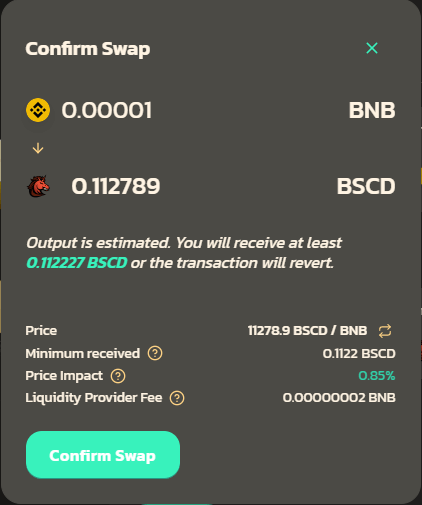 Confirm Swap
0.00001 BNB
0.112789 BSCD
Output is estimated. You will receive at least
0.112227 BSCD or the transaction will revert.
Price 11278.9 BSCD / BNB
Minimum received ? 0.1122 BSCD
Price Impact ? 0.85%
Liquidity Provider Fee ? 0.00000002 BNB
Confirm Swap